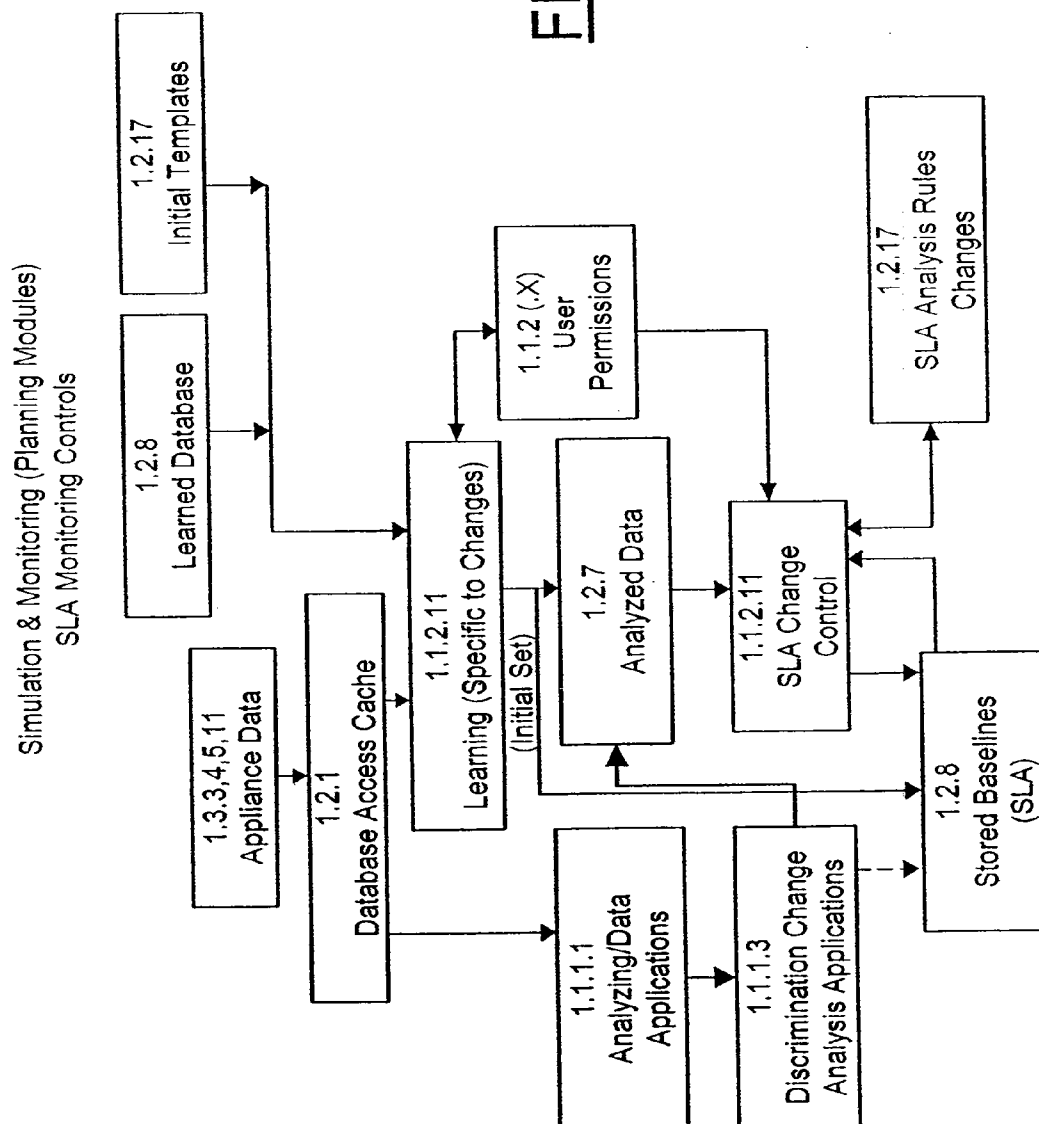 Simulation & Monitoring (Planning Modules)
SLA Monitoring Controls
1.2.17
Initial Templates
1.2.8
Learned Database
1.3.3,4,5,11
Appliance Data
1.2.1
Database Access Cache
1.1.2.11
Learning (Specific to Changes)
(Initial Set)
1.1.2 (.X)
User
Permissions
1.2.7
Analyzed Data
1.1.1.1
Analyzing/Data
Applications
1.1.1.3
Discrimination Change
Analysis Applications
1.1.2.11
SLA Change
Control
1.2.17
SLA Analysis Rules
Changes
1.2.8
Stored Baselines
(SLA)